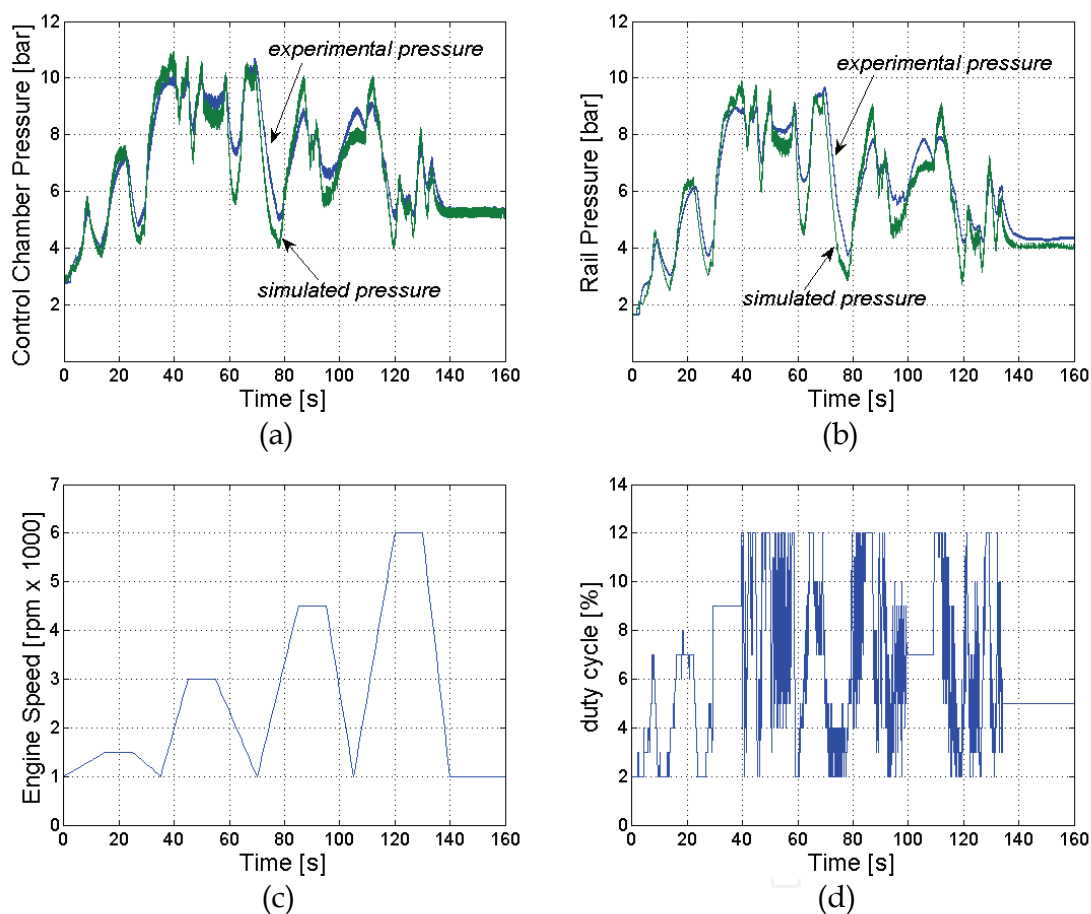 12
10
8
6
4
2
0 20 40 60 80 100 120 140 160
Control Chamber Pressure [bar]
experimental pressure
simulated pressure
Time [s]
(a)
12
10
8
6
4
2
0 20 40 60 80 100 120 140 160
Rail Pressure [bar]
experimental pressure
simulated pressure
Time [s]
(b)
7
6
5
4
3
2
1
0
0 20 40 60 80 100 120 140 160
Engine Speed [rpm x 1000]
Time [s]
(c)
14
12
10
8
6
4
2
0
0 20 40 60 80 100 120 140 160
duty cycle [%]
Time [s]
(d)